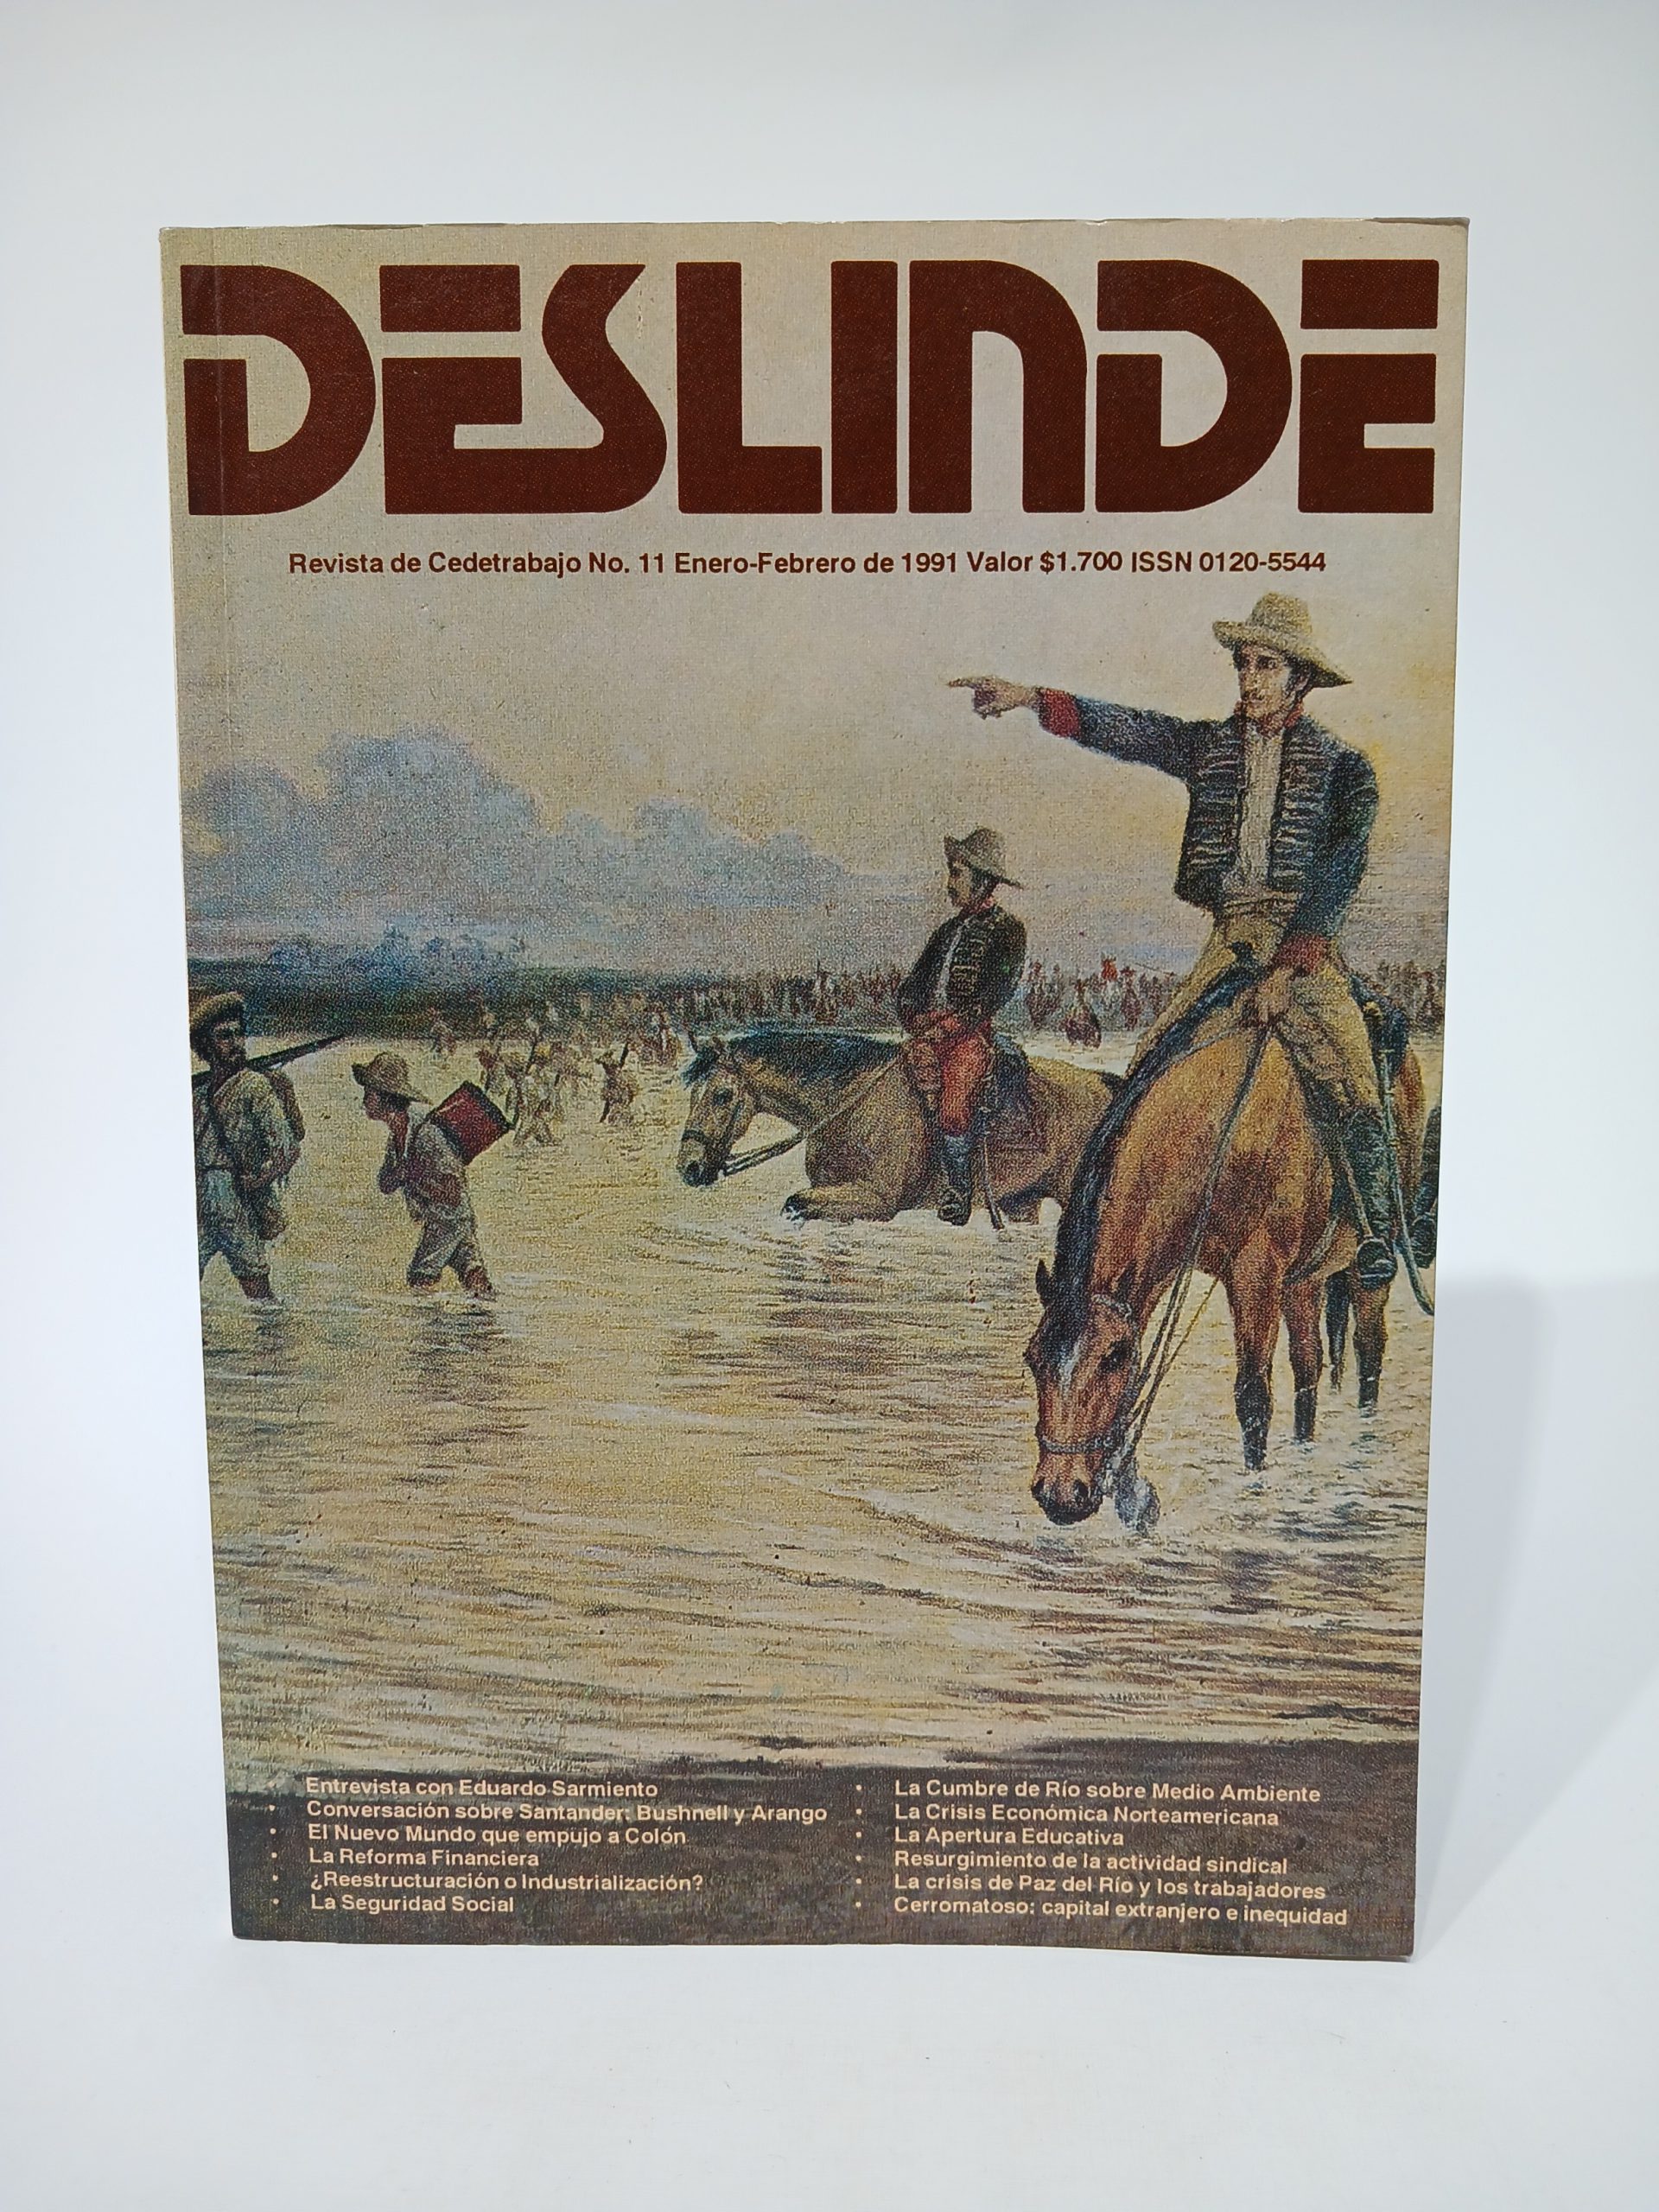 DESLINDE
Revista de Cedetrabajo No. 11 Enero-Febrero de 1991 Valor $1.700 ISSN 0120-5544
• Entrevista con Eduardo Sarmiento
• Conversación sobre Santander: Bushnell y Arango
• El Nuevo Mundo que empujo a Colón
• La Reforma Financiera
• ¿Reestructuración o Industrialización?
• La Seguridad Social
• La Cumbre de Río sobre Medio Ambiente
• La Crisis Económica Norteamericana
• La Apertura Educativa
• Resurgimiento de la actividad sindical
• La crisis de Paz del Río y los trabajadores
• Cerromatoso: capital extranjero e inequidad